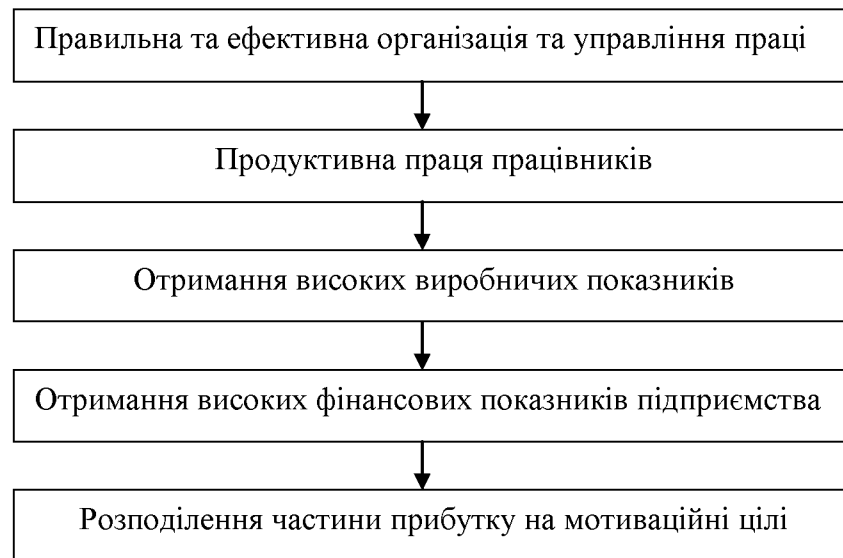 Правильна та ефективна організація та управління праці
Продуктивна праця працівників
Отримання високих виробничих показників
Отримання високих фінансових показників підприємства
Розподілення частини прибутку на мотиваційні цілі